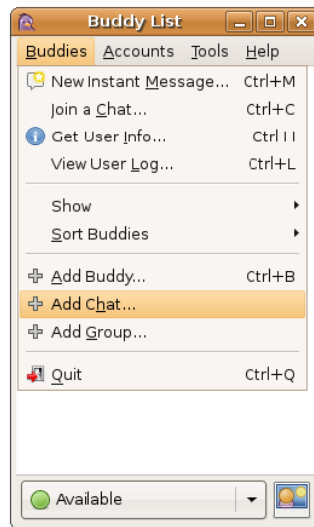 Buddy List
Buddies Accounts Tools Help
New Instant Message... Ctrl+M
Join a Chat... Ctrl+C
Get User Info... Ctrl I I
View User Log... Ctrl+L
Show
Sort Buddies
Add Buddy... Ctrl+B
Add Chat...
Add Group...
Quit Ctrl+Q
Available